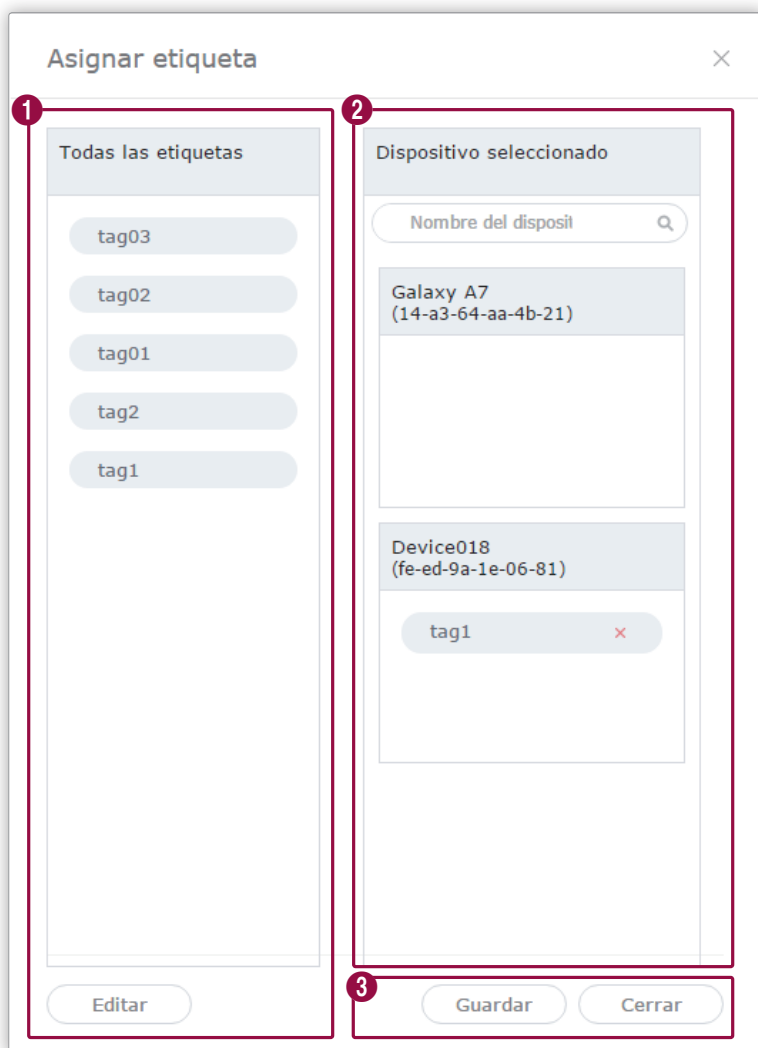 Asignar etiqueta
1
Todas las etiquetas
tag03
tag02
tag01
tag2
tag1
Editar
2
Dispositivo seleccionado
Nombre del disposit
Galaxy A7
(14-a3-64-aa-4b-21)
Device018
(fe-ed-9a-1e-06-81)
tag1
3
Guardar
Cerrar